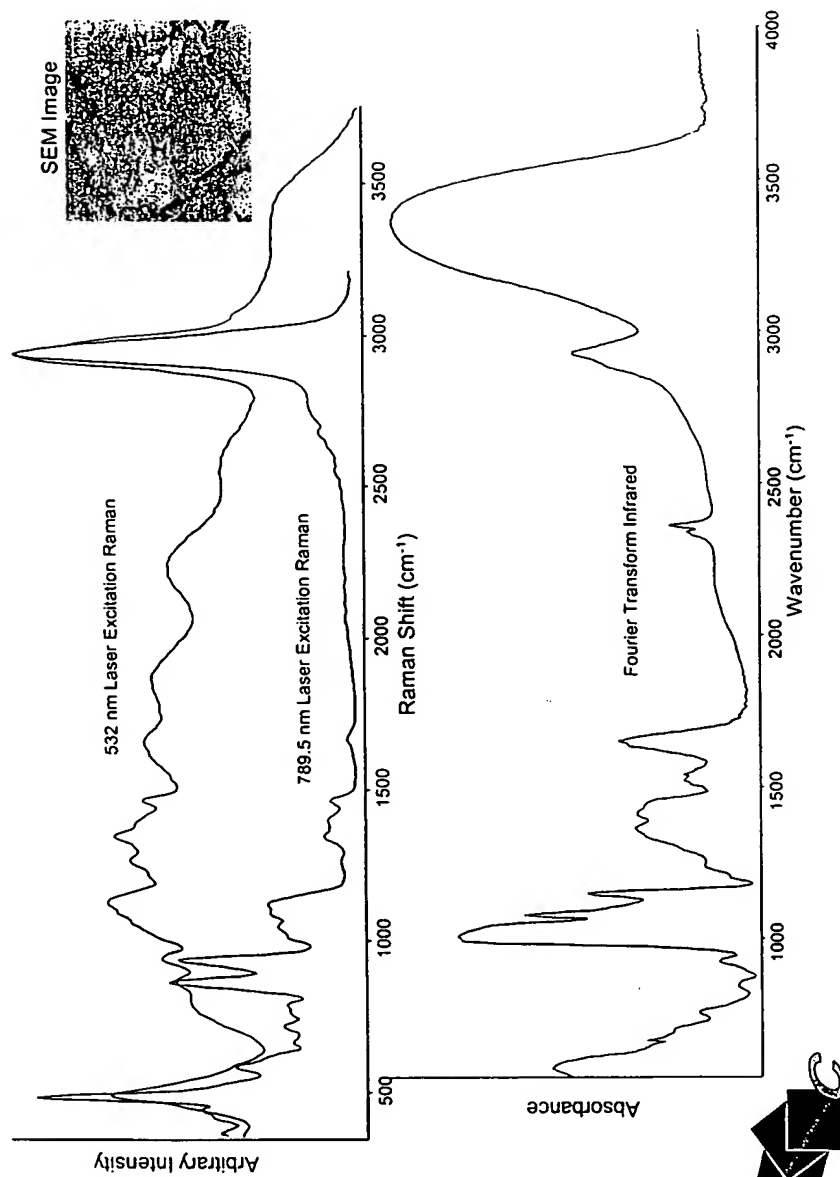 SEM Image
Arbitrary Intensity
532 nm Laser Excitation Raman
789.5 nm Laser Excitation Raman
500
1000
1500
2000
2500
3000
3500
Raman Shift (cm⁻¹)
Absorbance
Fourier Transform Infrared
500
1000
1500
2000
2500
3000
3500
4000
Wavenumber (cm⁻¹)
C